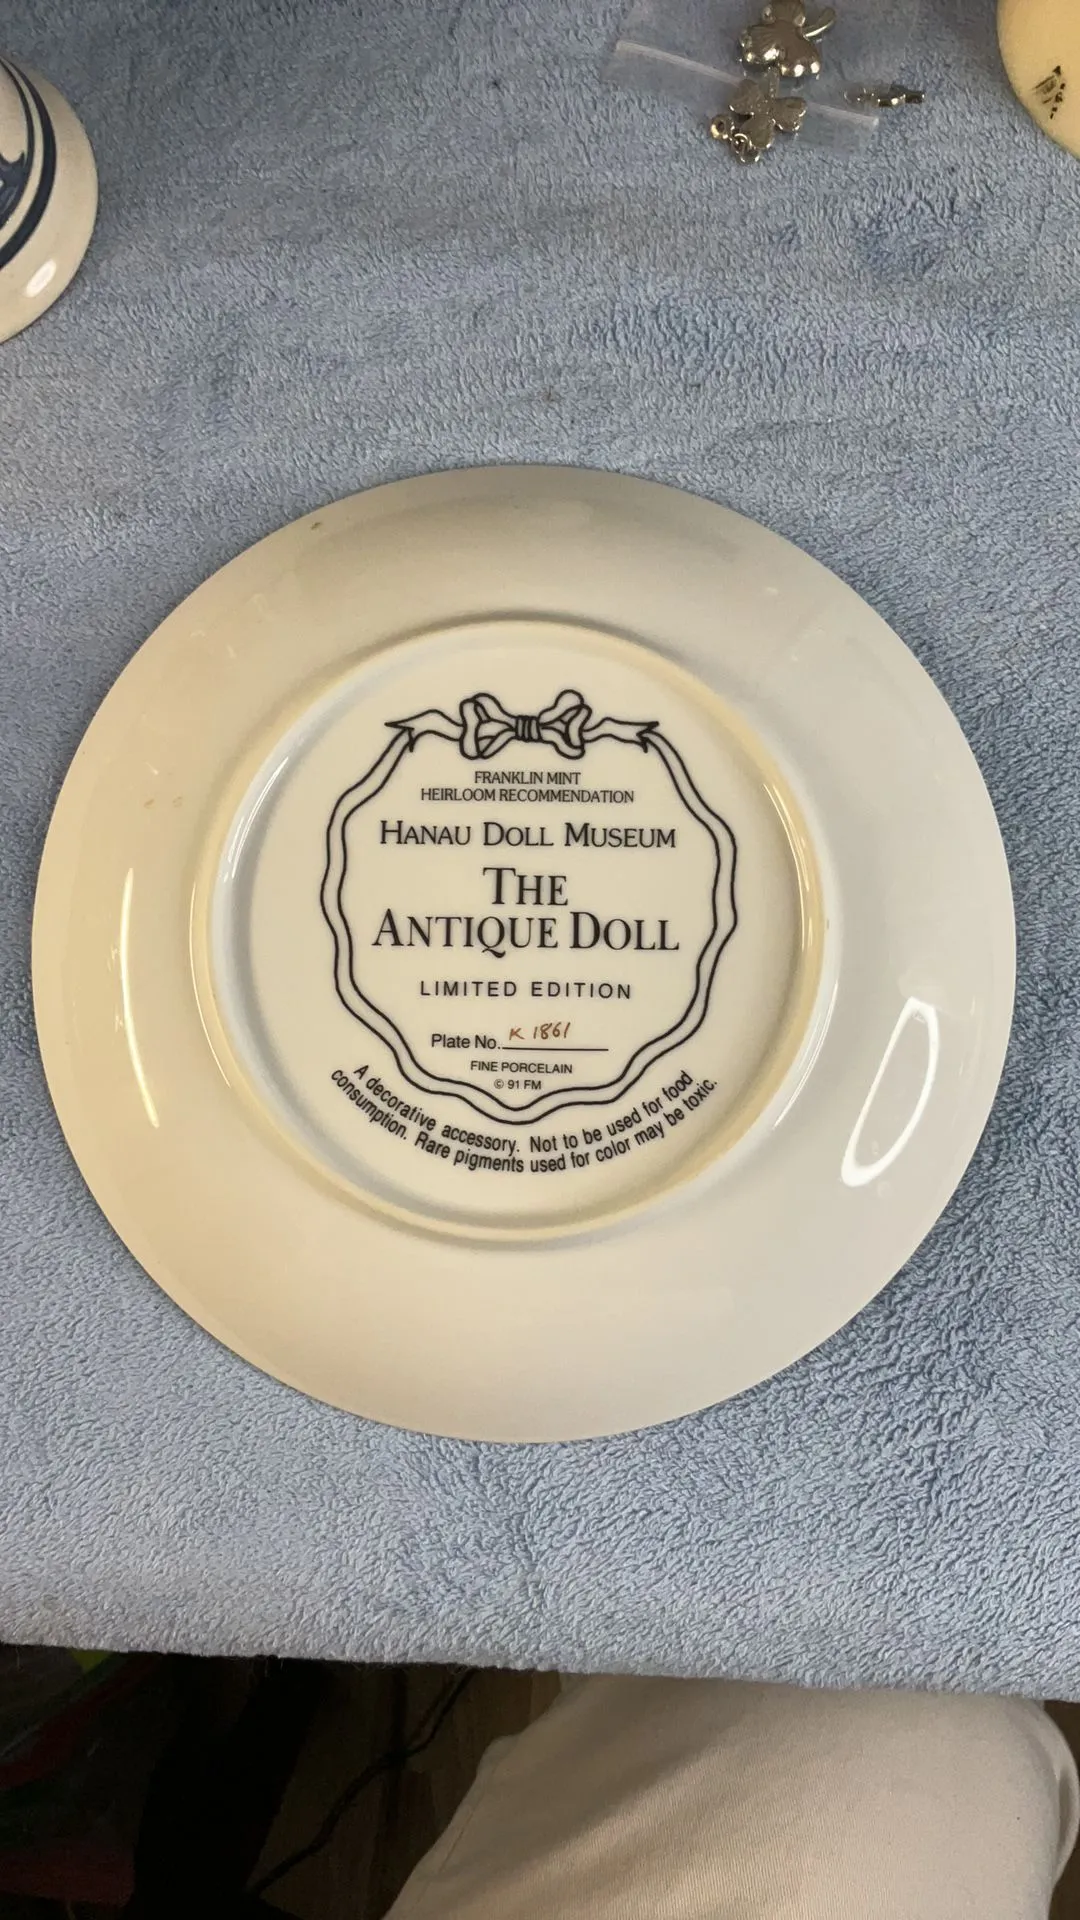 FRANKLIN MINT
HEIRLOOM RECOMMENDATION
HANAU DOLL MUSEUM
THE
ANTIQUE DOLL
LIMITED EDITION
Plate No. K 1861
FINE PORCELAIN
© 91 FM
A decorative accessory. Not to be used for food
consumption. Rare pigments used for color may be toxic.